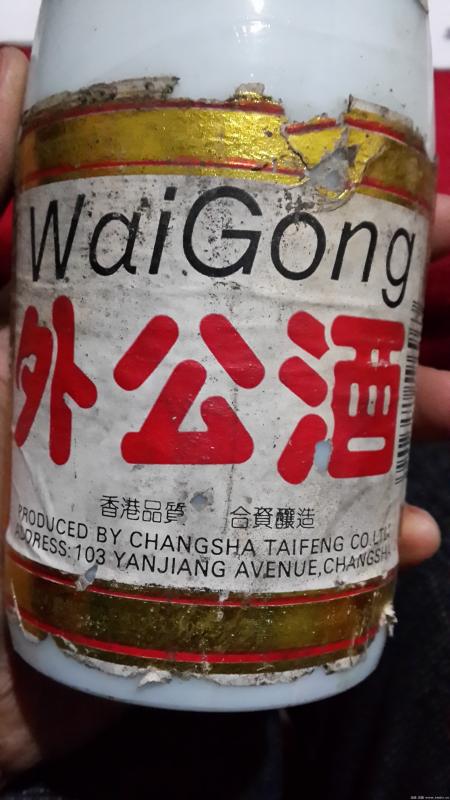 WaiGong
外公酒
香港品質 合資釀造
PRODUCED BY CHANGSHA TAIFENG CO.LTD
ADDRESS:103 YANJIANG AVENUE,CHANGSHA